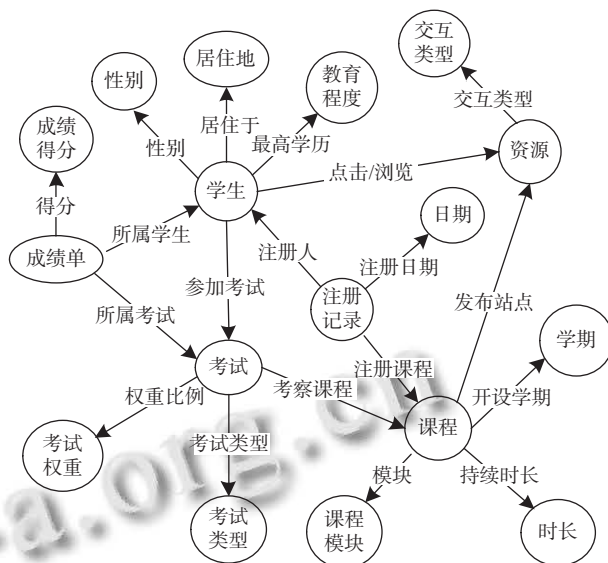 交互
类型
居住地
性别
教育
程度
成绩
得分
交互类型
居住于
最高学历
性别
资源
学生
点击/浏览
得分
日期
所属学生
注册人
成绩单
注册日期
参加考试
注册
记录
发布站点
所属考试
学期
考试
注册课程
权重比例
考察课程
开设学期
课程
考试
权重
考试类型
模块
持续时长
考试
类型
课程
模块
时长
a.org.cn